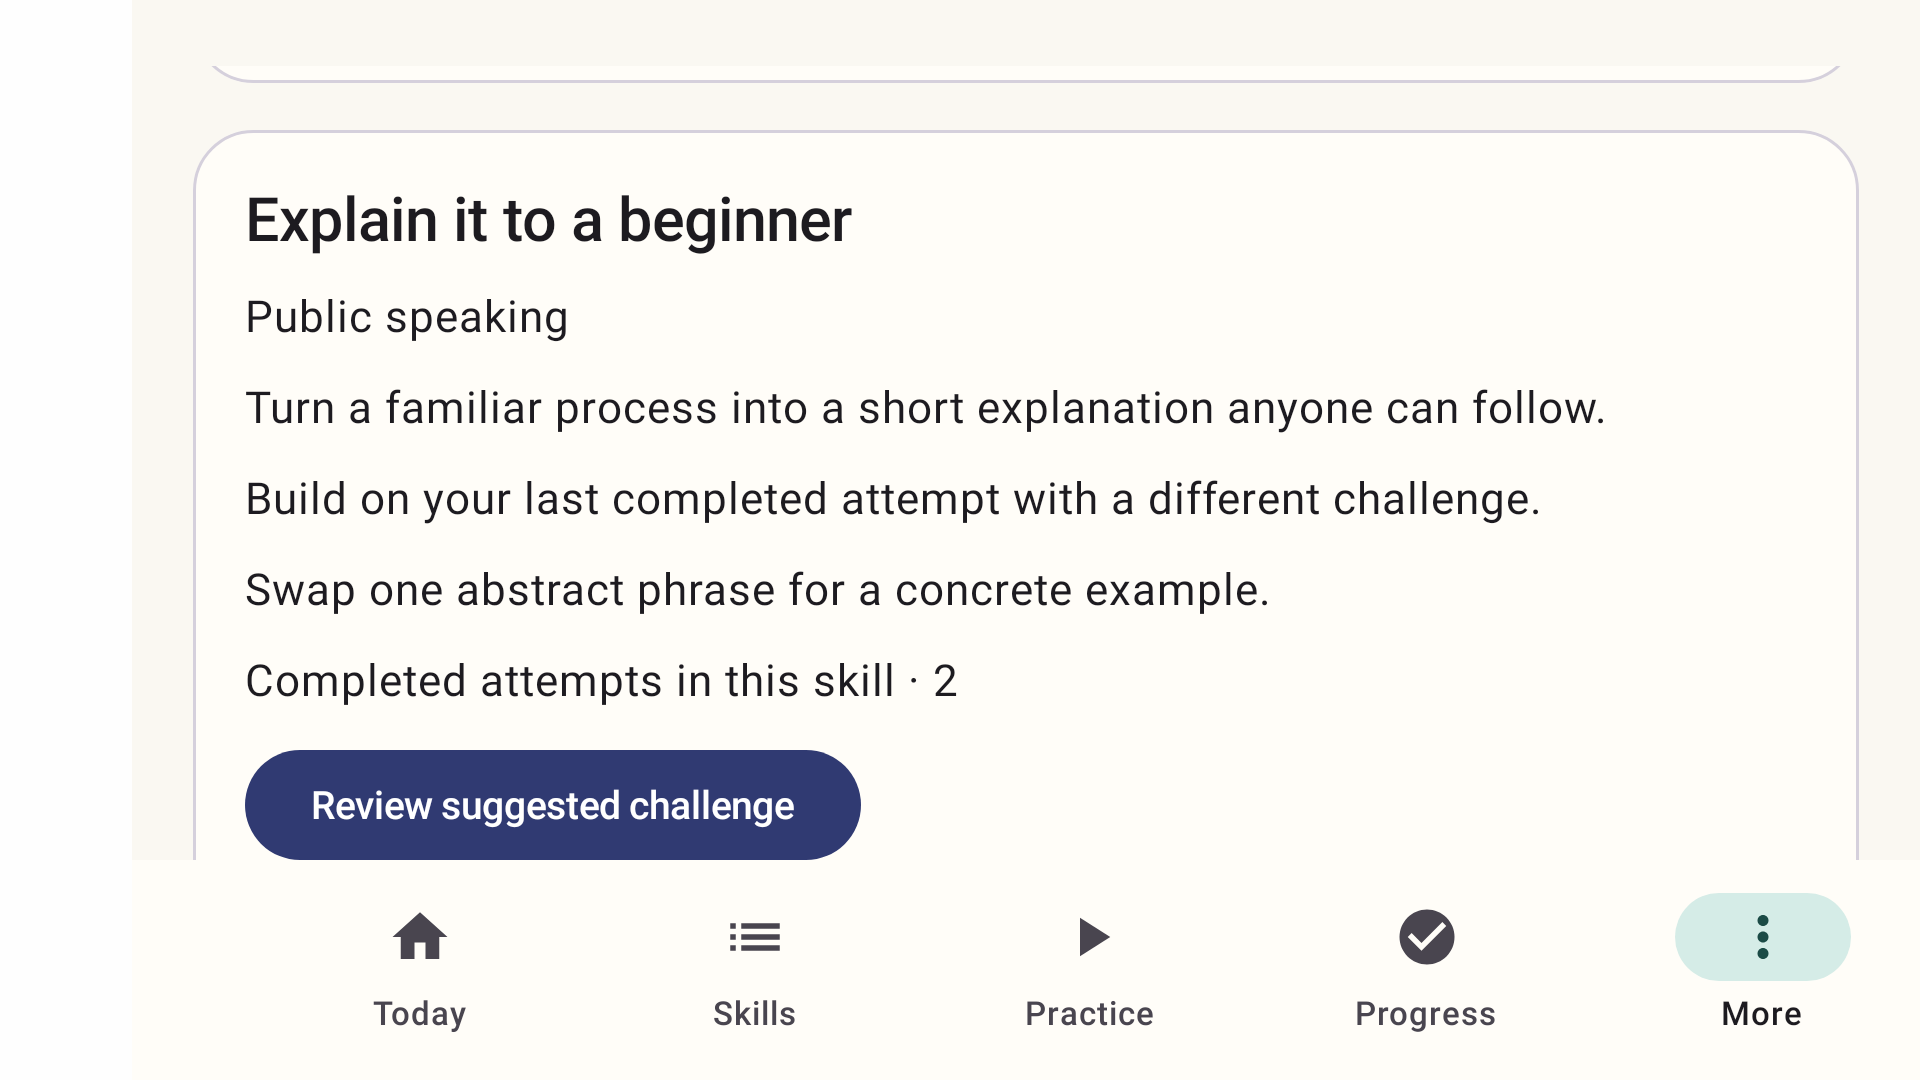 Explain it to a beginner
Public speaking
Turn a familiar process into a short explanation anyone can follow.
Build on your last completed attempt with a different challenge.
Swap one abstract phrase for a concrete example.
Completed attempts in this skill · 2
Review suggested challenge
Today
Skills
Practice
Progress
More